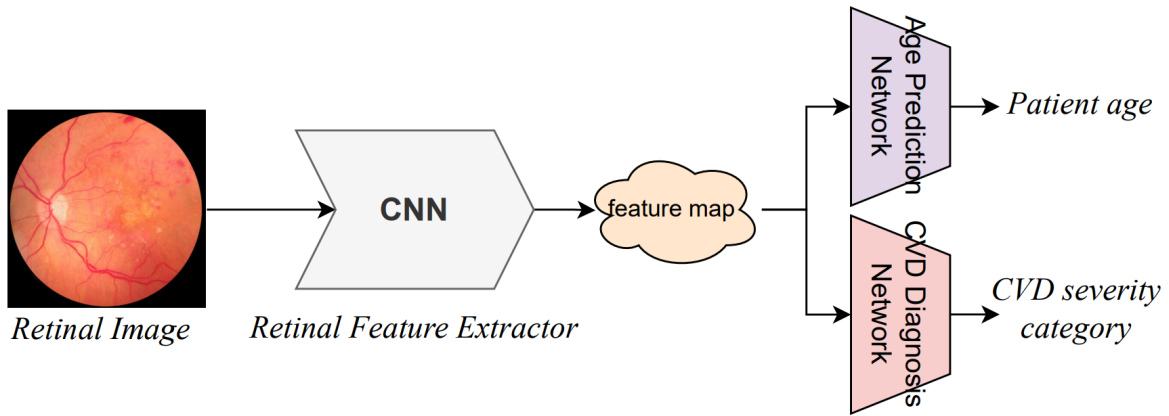 Retinal Image
CNN
Retinal Feature Extractor
feature map
Age Prediction
Network
Patient age
CVD Diagnosis
Network
CVD severity
category